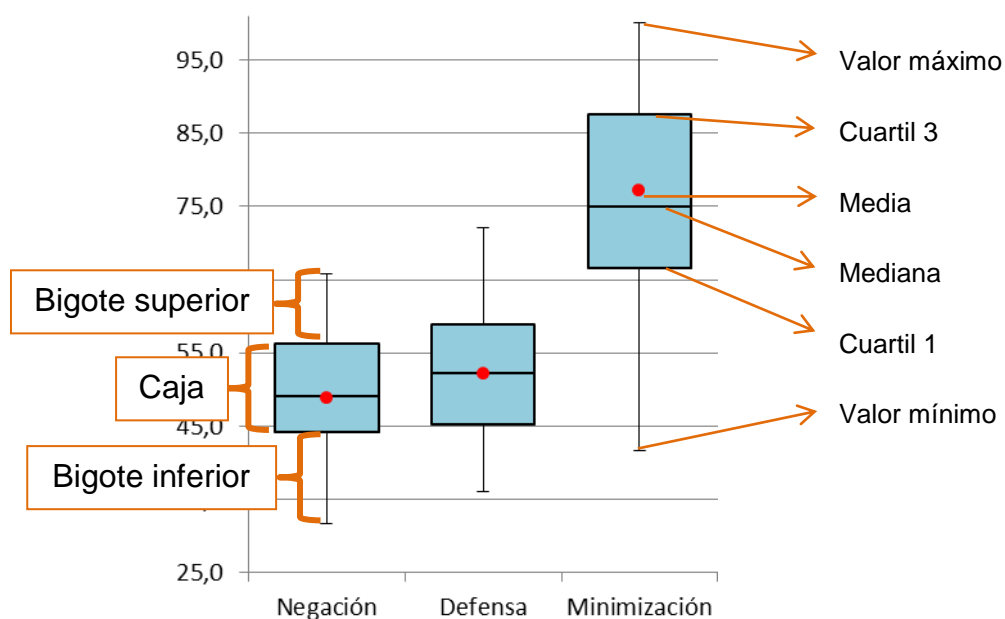 95,0
85,0
75,0
55,0
45,0
25,0
Bigote superior
Caja
Bigote inferior
Negación
Defensa
Minimización
Valor máximo
Cuartil 3
Media
Mediana
Cuartil 1
Valor mínimo